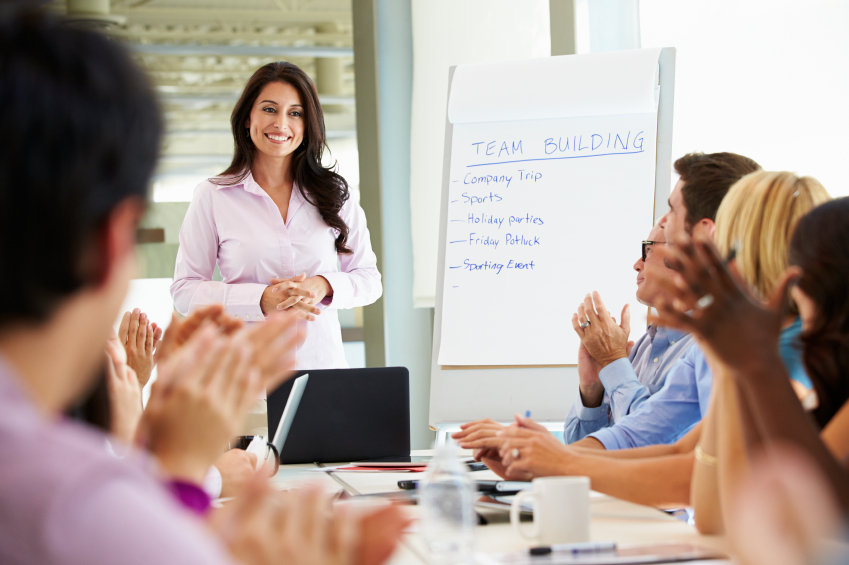 TEAM BUILDING
- Company Trip
- Sports
- Holiday parties
- Friday Potluck
- Sporting Event
-